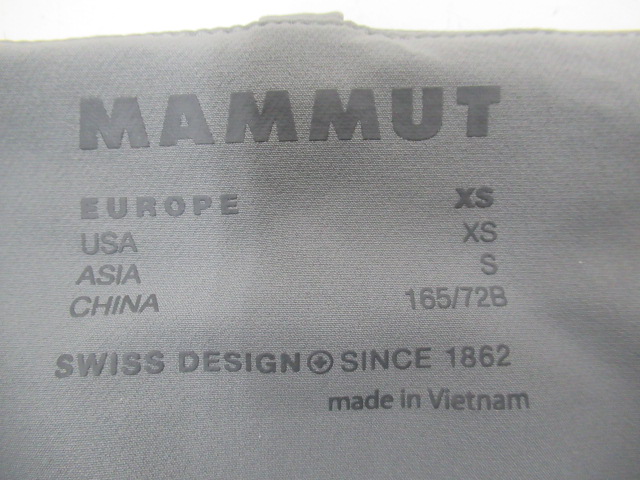 MAMMUT
EUROPE XS
USA XS
ASIA S
CHINA 165/72B
SWISS DESIGN SINCE 1862
made in Vietnam